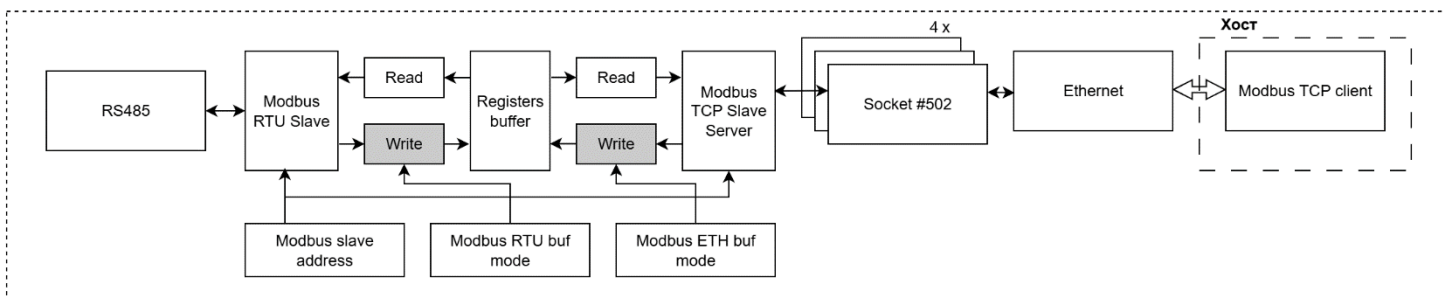 4 x
Хост
RS485
Modbus
RTU Slave
Read
Write
Registers
buffer
Read
Write
Modbus
TCP Slave
Server
Socket #502
Ethernet
Modbus TCP client
Modbus slave
address
Modbus RTU buf
mode
Modbus ETH buf
mode